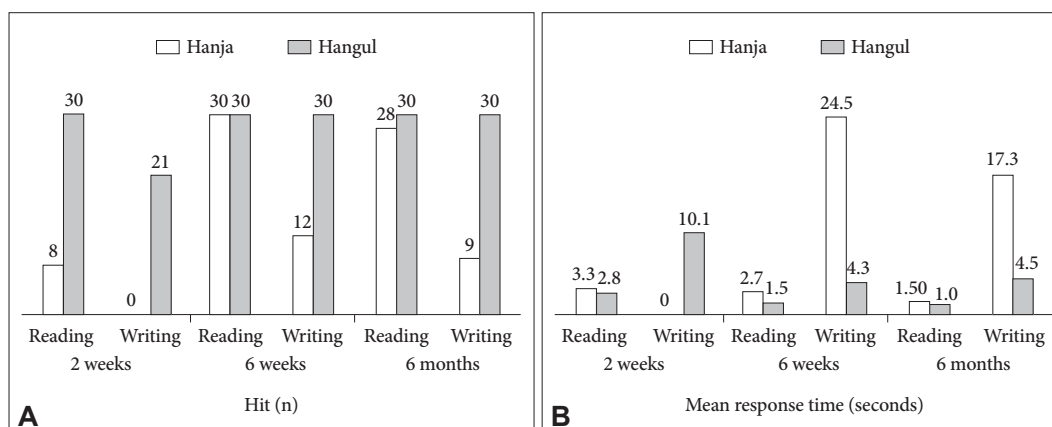 Hanja Hangul
30 30 30 30 30 30
28
21
12
8 9
0
Reading Writing Reading Writing Reading Writing
2 weeks 6 weeks 6 months
Hit (n)
A
Hanja Hangul
24.5
17.3
10.1
3.3 2.8 2.7 4.3 4.5
0 1.5 1.50 1.0
Reading Writing Reading Writing Reading Writing
2 weeks 6 weeks 6 months
Mean response time (seconds)
B